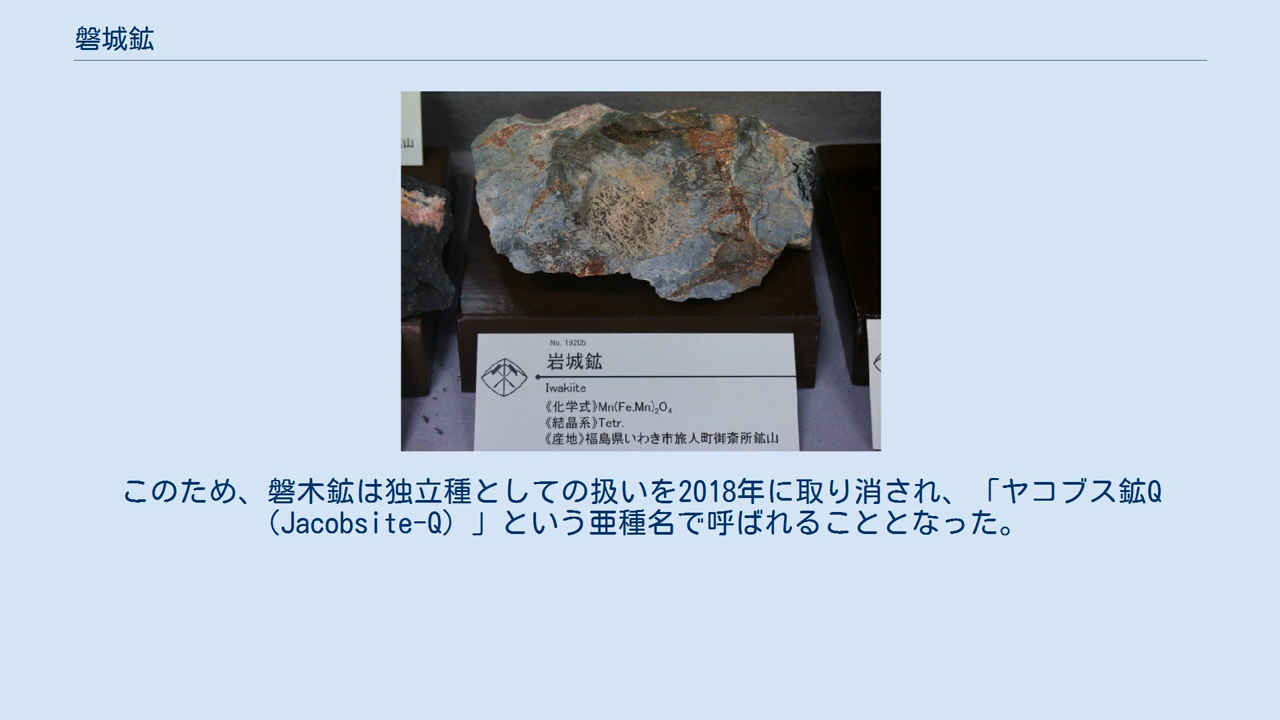 磐城鉱
山
No. 19205
岩城鉱
Iwakiite
《化学式》Mn(Fe,Mn)₂O₄
《結晶系》Tetr.
《産地》福島県いわき市旅人町御斎所鉱山
このため、磐木鉱は独立種としての扱いを2018年に取り消され、「ヤコブス鉱Q
（Jacobsite-Q）」という亜種名で呼ばれることとなった。